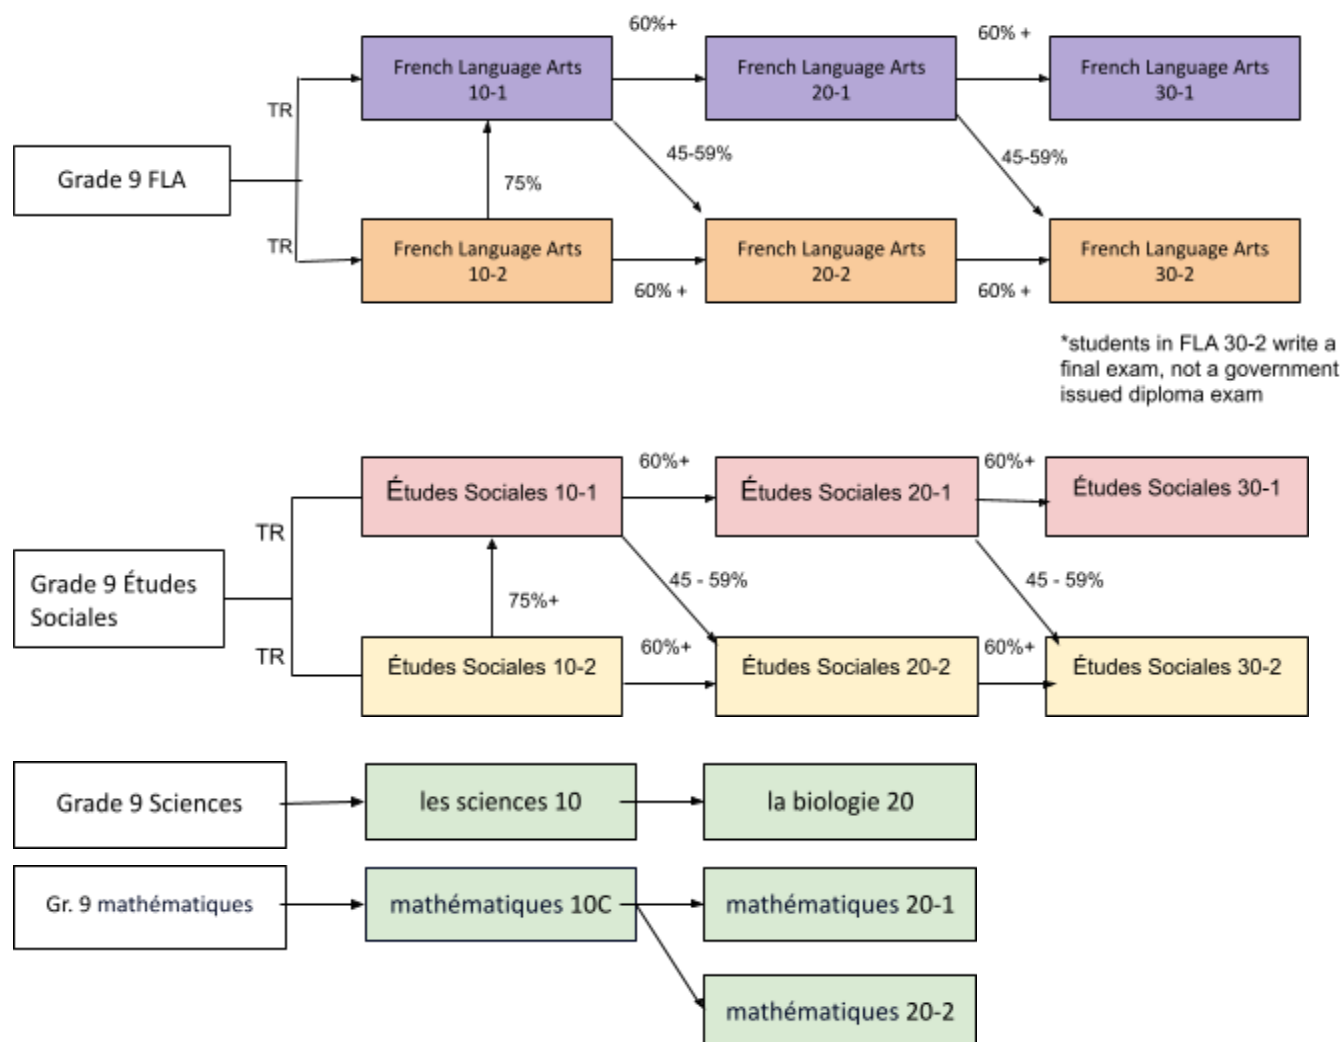 60%+
60% +
French Language Arts
10-1
French Language Arts
20-1
French Language Arts
30-1
TR
Grade 9 FLA
75%
45-59%
45-59%
TR
French Language Arts
10-2
French Language Arts
20-2
French Language Arts
30-2
60% +
60% +
*students in FLA 30-2 write a
final exam, not a government
issued diploma exam
60%+
60%+
Études Sociales 10-1
Études Sociales 20-1
Études Sociales 30-1
TR
Grade 9 Études
Sociales
75%+
45 - 59%
45 - 59%
TR
60%+
60%+
Études Sociales 10-2
Études Sociales 20-2
Études Sociales 30-2
Grade 9 Sciences
les sciences 10
la biologie 20
Gr. 9 mathématiques
mathématiques 10C
mathématiques 20-1
mathématiques 20-2